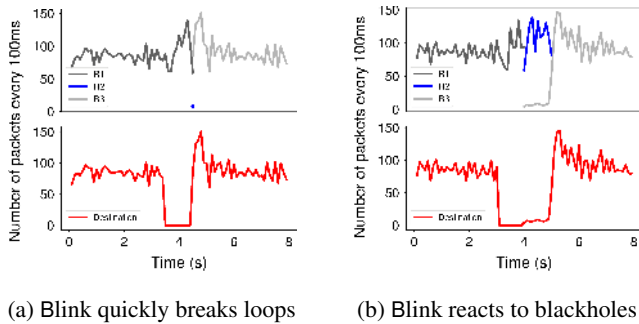 Number of packets every 100ms
150
100
50
0
R1
R2
R3
150
100
50
0
Destination
0
2
4
6
8
Time (s)
(a) Blink quickly breaks loops
Number of packets every 100ms
150
100
50
0
R1
R2
R3
150
100
50
0
Destination
0
2
4
6
8
Time (s)
(b) Blink reacts to blackholes